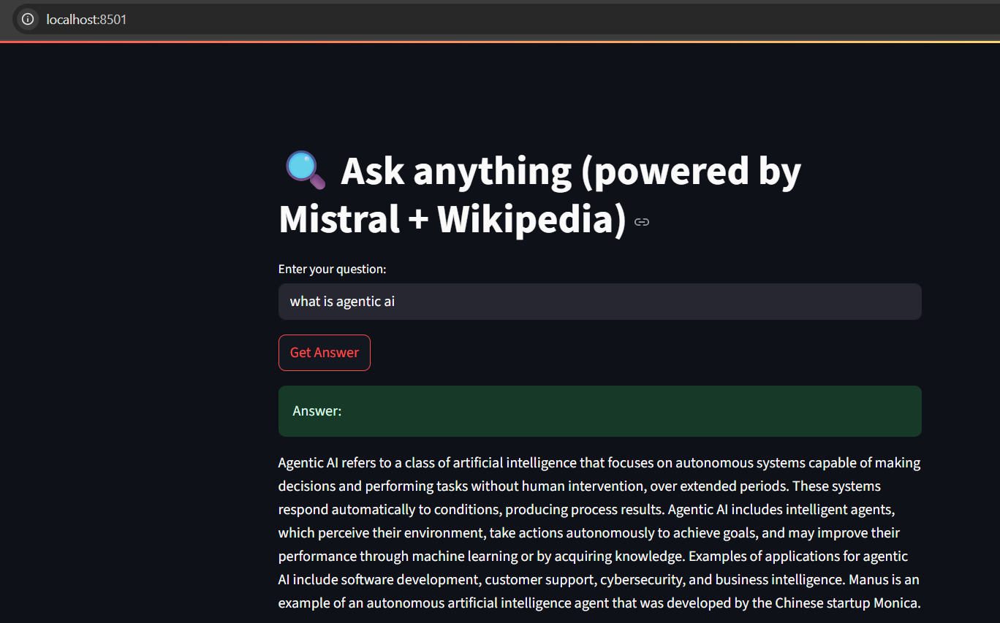 localhost:8501
🔍 Ask anything (powered by
Mistral + Wikipedia)
Enter your question:
what is agentic ai
Get Answer
Answer:
Agentic AI refers to a class of artificial intelligence that focuses on autonomous systems capable of making
decisions and performing tasks without human intervention, over extended periods. These systems
respond automatically to conditions, producing process results. Agentic AI includes intelligent agents,
which perceive their environment, take actions autonomously to achieve goals, and may improve their
performance through machine learning or by acquiring knowledge. Examples of applications for agentic
AI include software development, customer support, cybersecurity, and business intelligence. Manus is an
example of an autonomous artificial intelligence agent that was developed by the Chinese startup Monica.